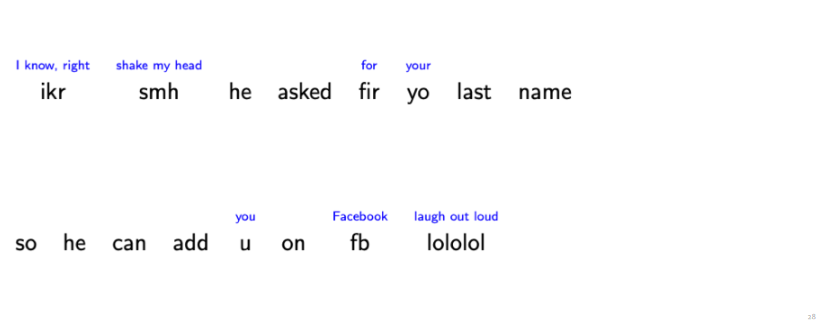 I know, right shake my head for your
ikr smh he asked fir yo last name
you Facebook laugh out loud
so he can add u on fb lololol
28